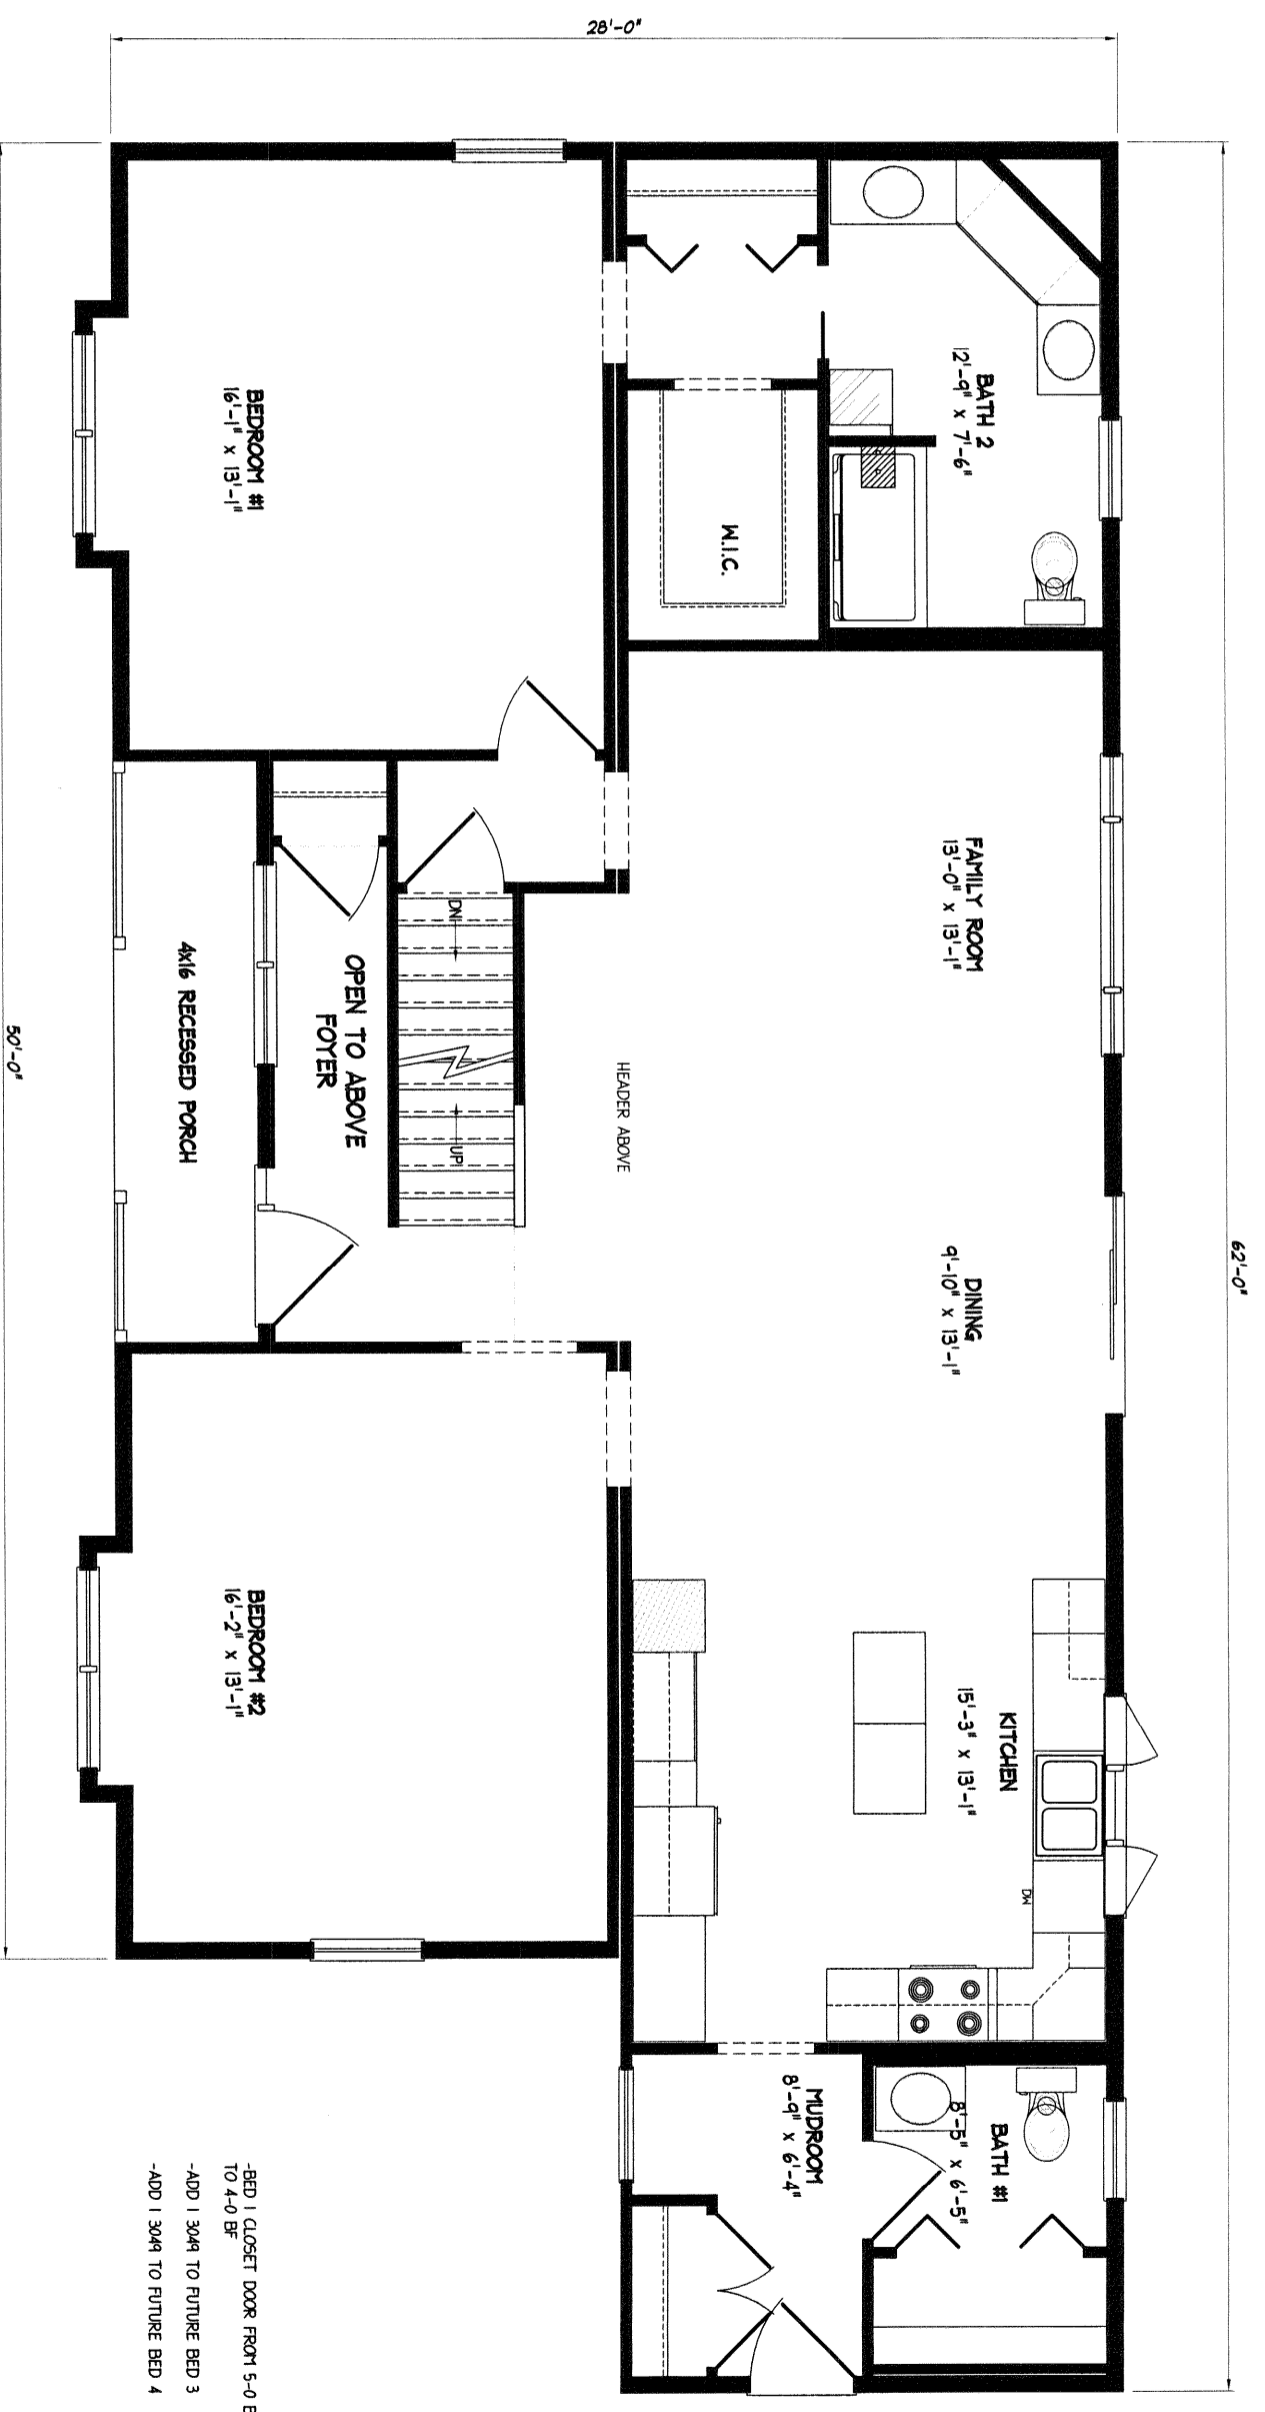 28'-0"
62'-0"
50'-0"
BATH 2
12'-9" x 7'-6"
W.I.C.
BEDROOM #1
16'-1" x 13'-1"
FAMILY ROOM
13'-0" x 13'-1"
DINING
9'-10" x 13'-1"
HEADER ABOVE
DN
UP
OPEN TO ABOVE
FOYER
4x16 RECESSED PORCH
KITCHEN
15'-3" x 13'-1"
DW
BEDROOM #2
16'-2" x 13'-1"
BATH #1
8'-5" x 6'-5"
MUDROOM
8'-9" x 6'-4"
-BED 1 CLOSET DOOR FROM 5-0
TO 4-0 BF
-ADD 1 3049 TO FUTURE BED 3
-ADD 1 3049 TO FUTURE BED 4